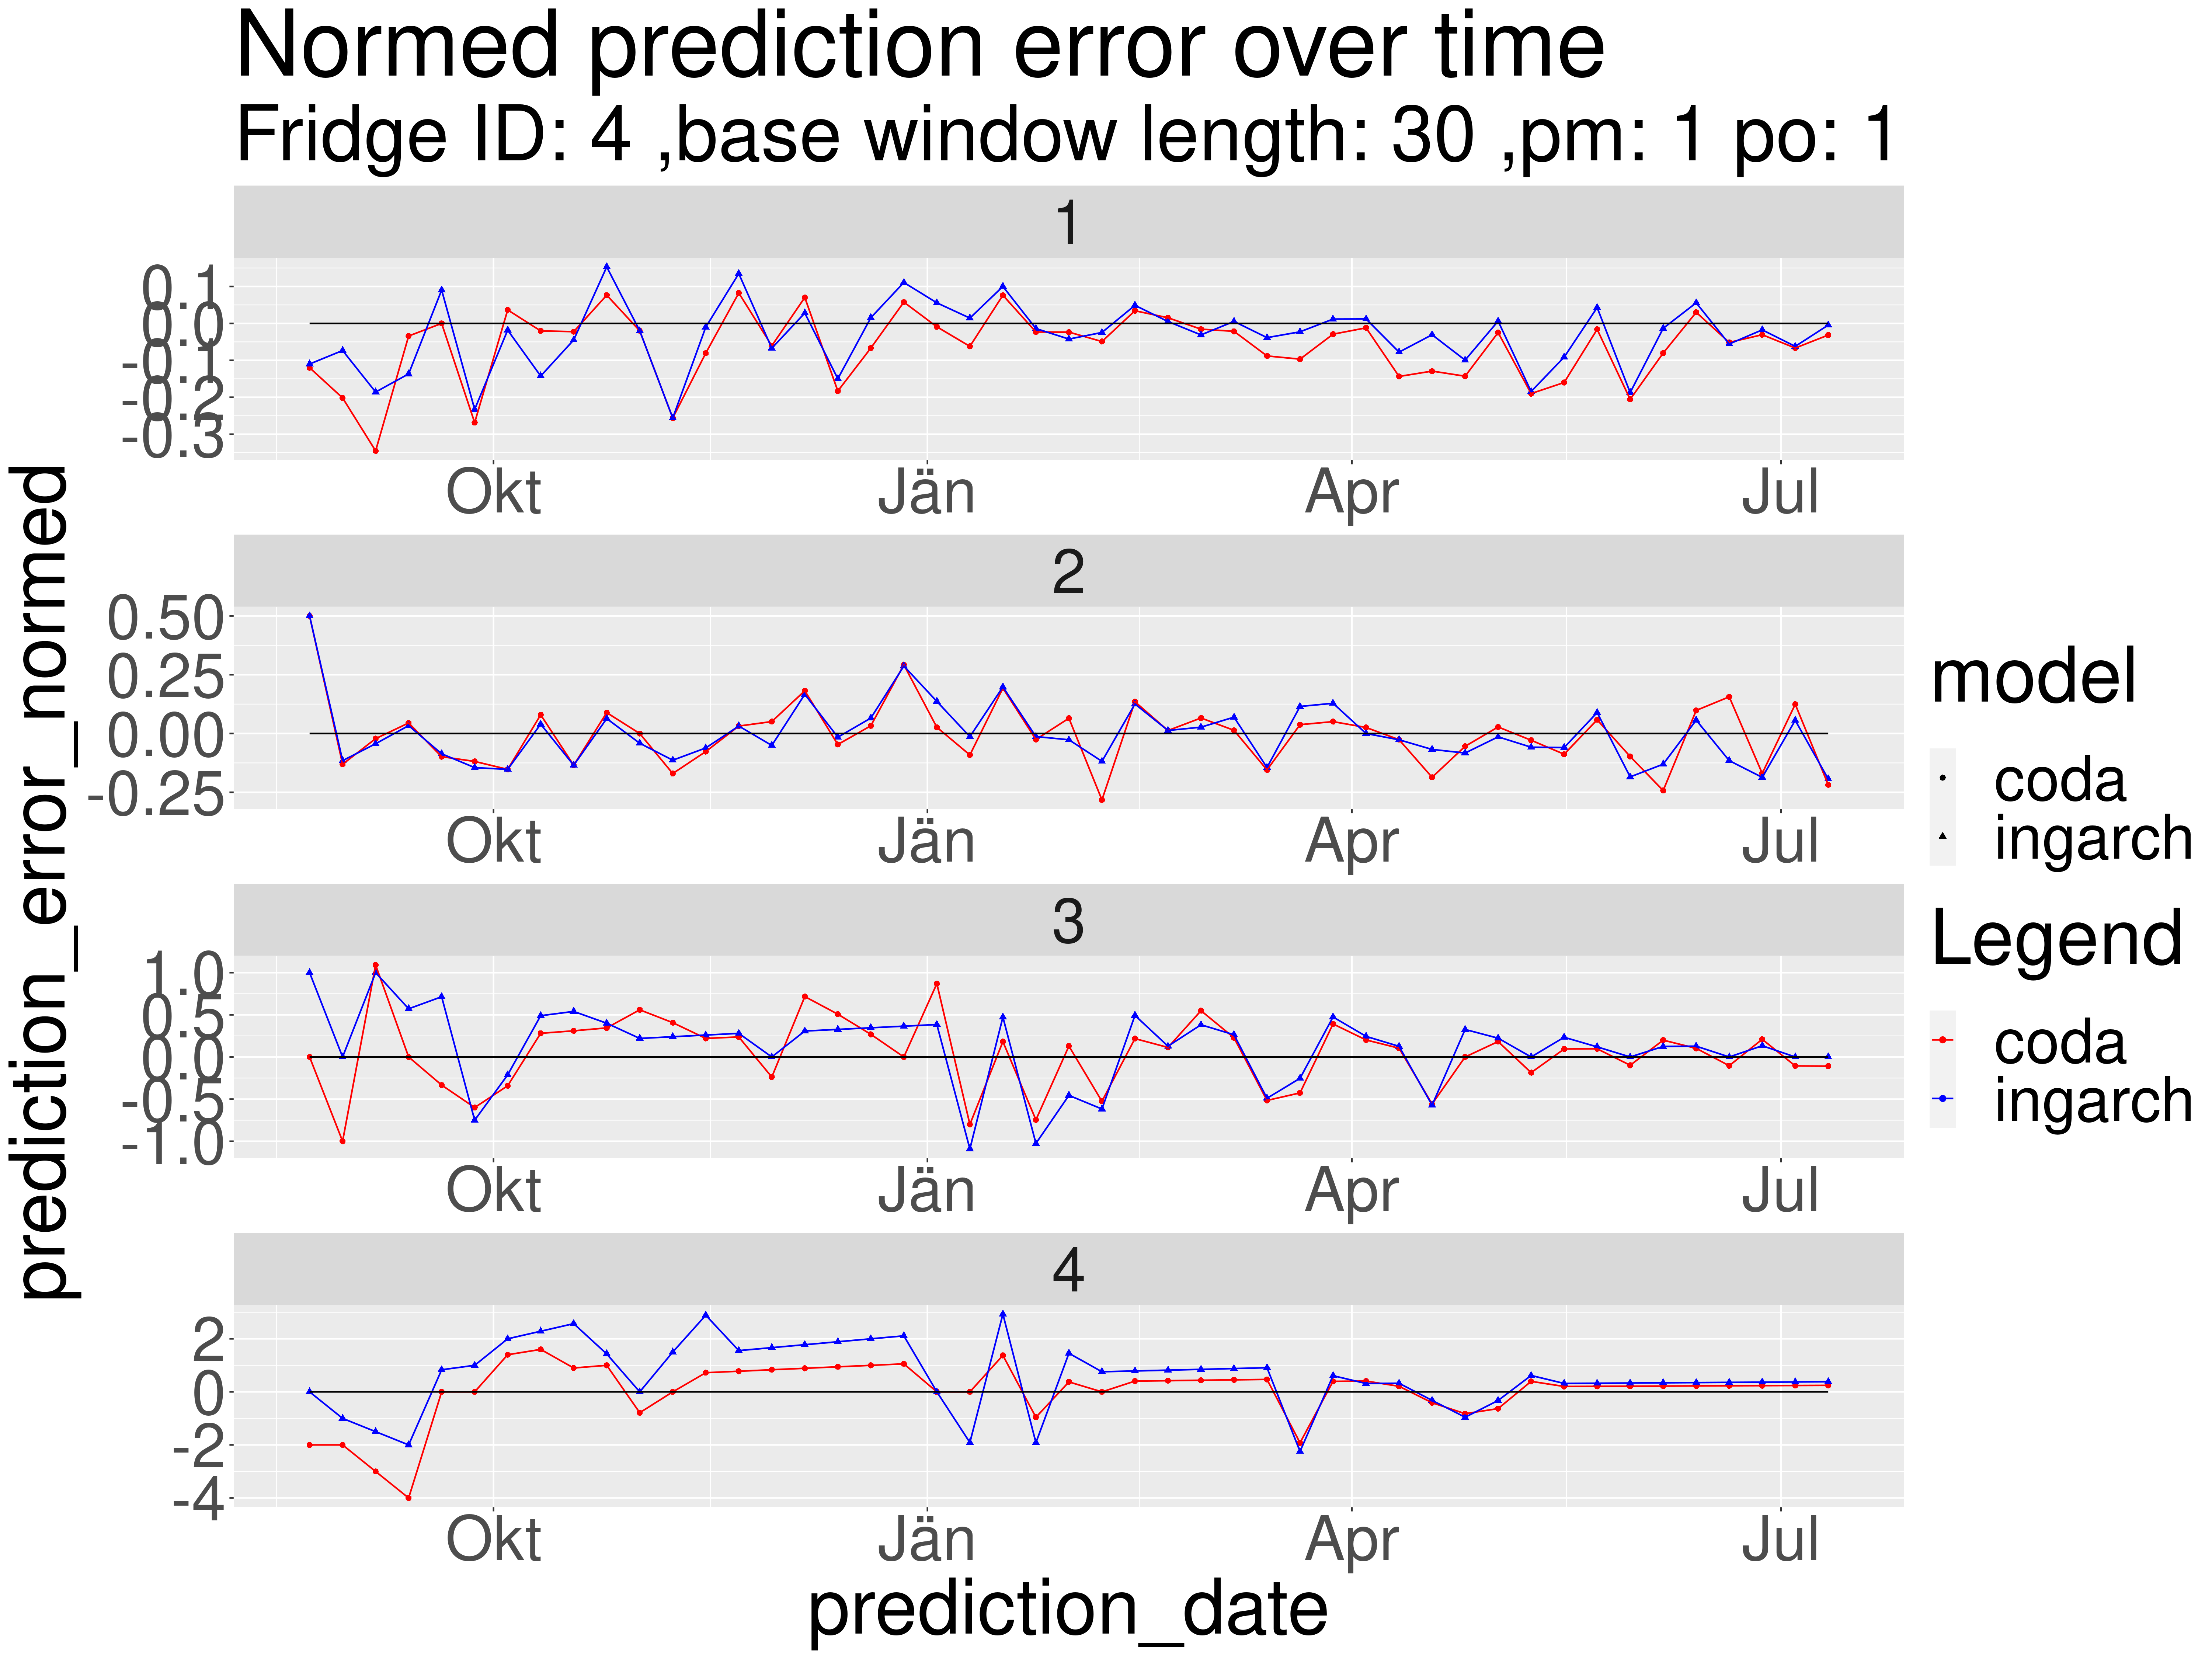 Normed prediction error over time
Fridge ID: 4 ,base window length: 30 ,pm: 1 po: 1
prediction_error_normed
1
0.1
0.0
-0.1
-0.2
-0.3
Okt Jän Apr Jul
2
0.50
0.25
0.00
-0.25
Okt Jän Apr Jul
3
1.0
0.5
0.0
-0.5
-1.0
Okt Jän Apr Jul
4
2
0
-2
-4
Okt Jän Apr Jul
prediction_date
model
coda
ingarch
Legend
coda
ingarch